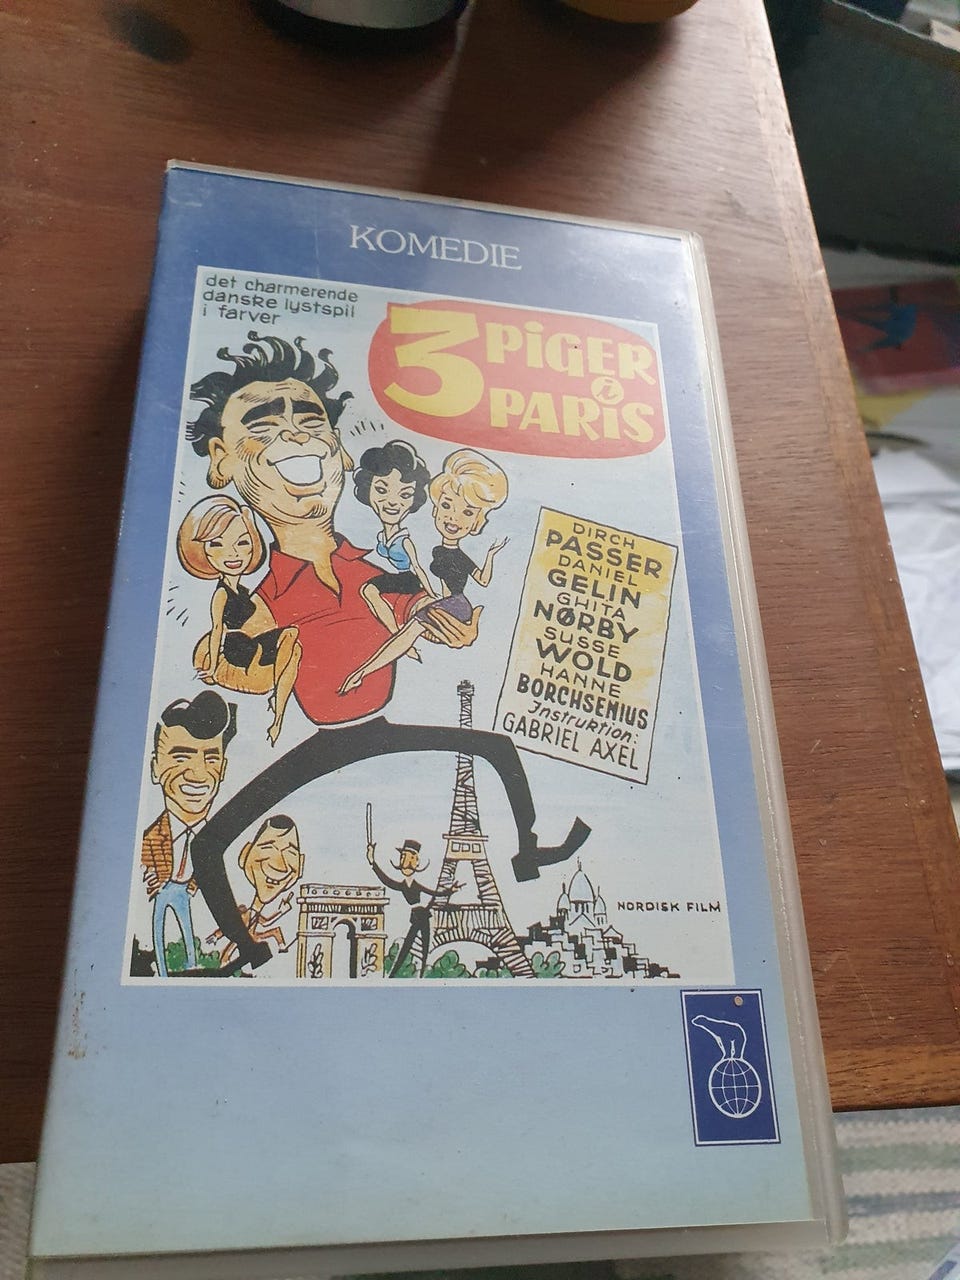 KOMEDIE
det charmerende
danske lystspil
i farver
3 PIGER
i
PARIS
DIRCH
PASSER
DANIEL
GELIN
GHITA
NØRBY
SUSSE
WOLD
HANNE
BORCHSENIUS
Instruktion:
GABRIEL AXEL
NORDISK FILM